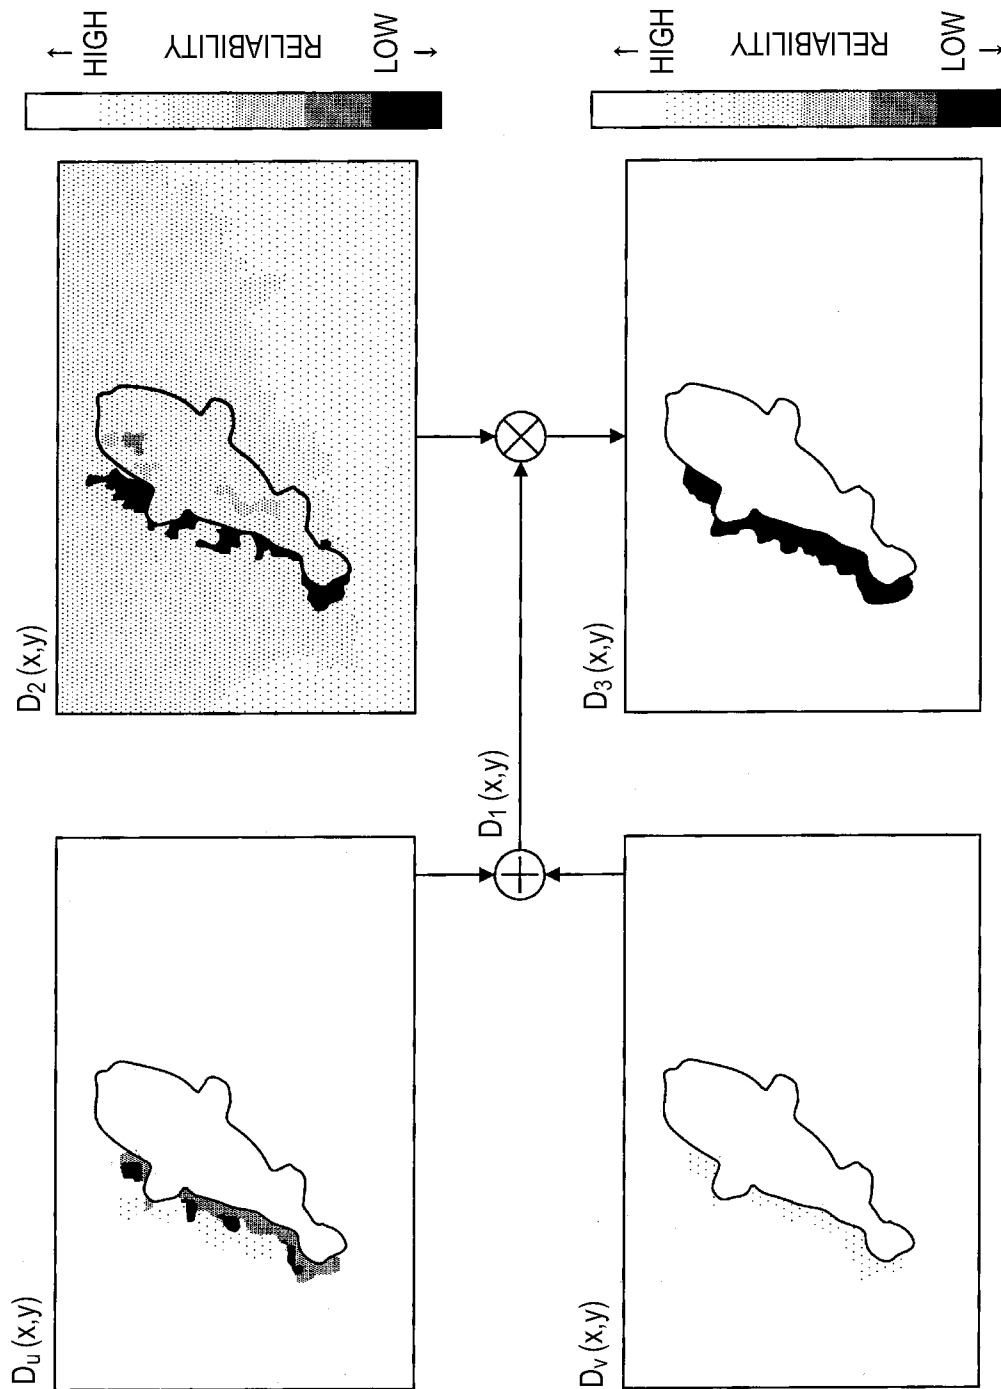 Dᵤ (x,y)
D₂ (x,y)
↑
HIGH
RELIABILITY
LOW
↓
D₁ (x,y)
Dᵥ (x,y)
D₃ (x,y)
↑
HIGH
RELIABILITY
LOW
↓